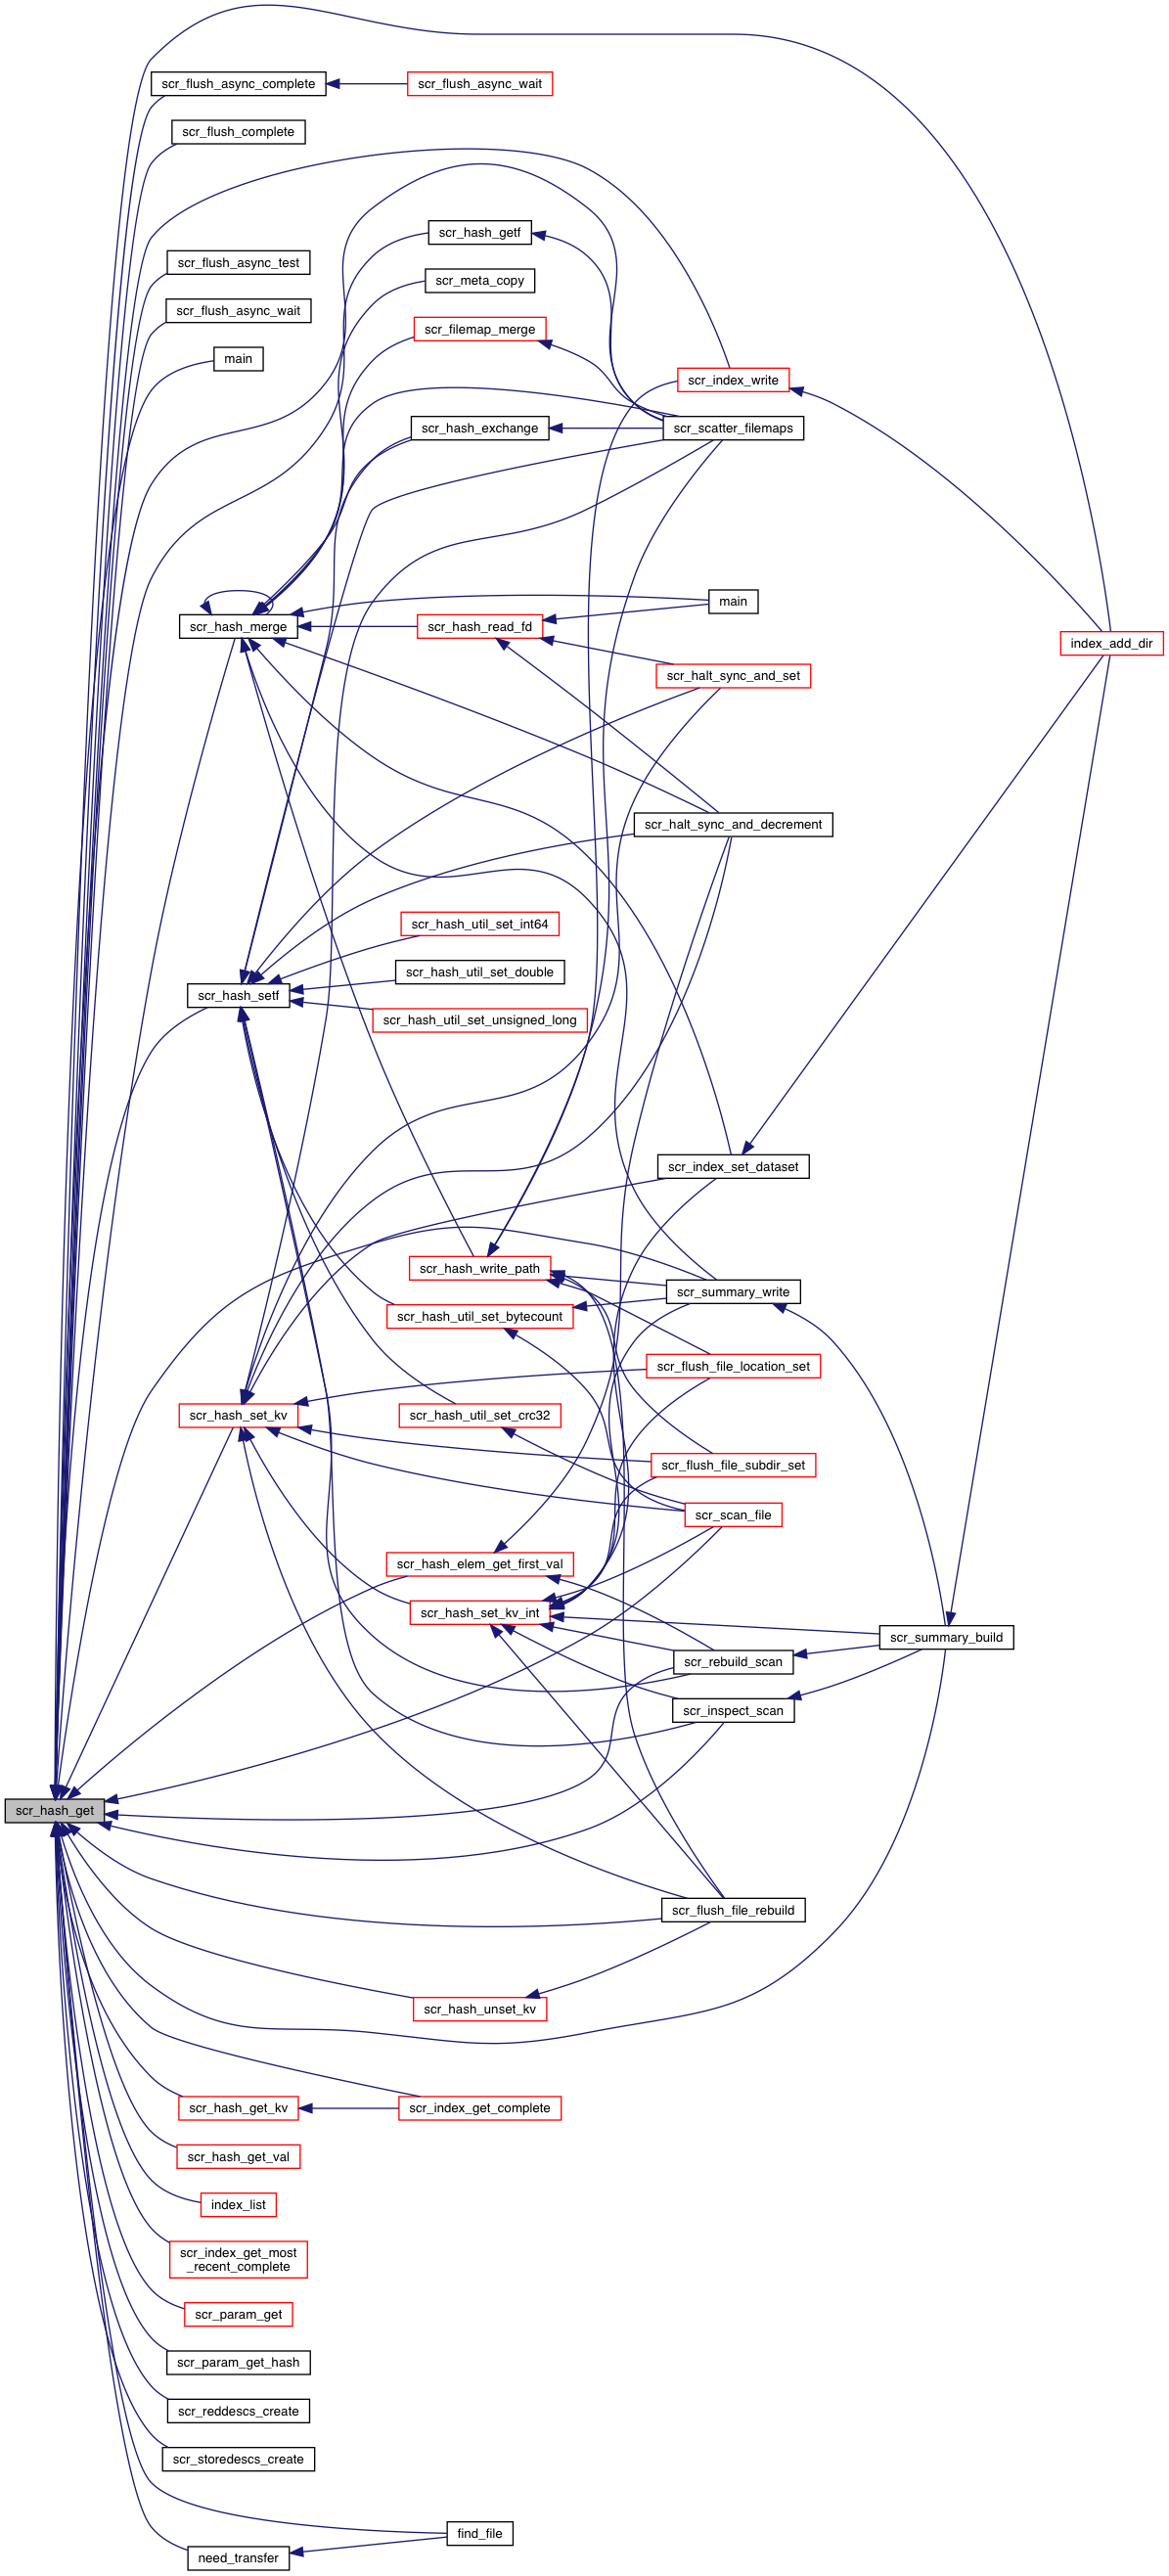 scr_flush_async_complete
scr_flush_async_wait
scr_flush_complete
scr_hash_getf
scr_flush_async_test
scr_meta_copy
scr_flush_async_wait
scr_filemap_merge
main
scr_index_write
scr_hash_exchange
scr_scatter_filemaps
main
scr_hash_merge
scr_hash_read_fd
index_add_dir
scr_halt_sync_and_set
scr_halt_sync_and_decrement
scr_hash_util_set_int64
scr_hash_util_set_double
scr_hash_setf
scr_hash_util_set_unsigned_long
scr_index_set_dataset
scr_hash_write_path
scr_summary_write
scr_hash_util_set_bytecount
scr_flush_file_location_set
scr_hash_set_kv
scr_hash_util_set_crc32
scr_flush_file_subdir_set
scr_scan_file
scr_hash_elem_get_first_val
scr_hash_set_kv_int
scr_summary_build
scr_rebuild_scan
scr_inspect_scan
scr_hash_get
scr_flush_file_rebuild
scr_hash_unset_kv
scr_hash_get_kv
scr_index_get_complete
scr_hash_get_val
index_list
scr_index_get_most
_recent_complete
scr_param_get
scr_param_get_hash
scr_reddescs_create
scr_storedescs_create
find_file
need_transfer